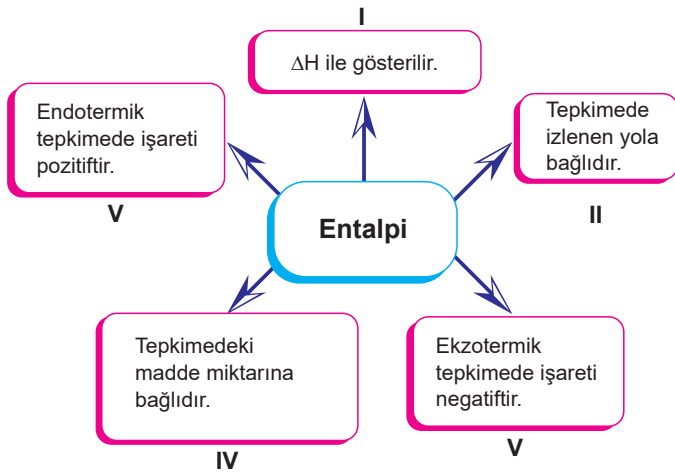 I
ΔH ile gösterilir.
Endotermik
tepkimede işareti
pozitiftir.
V
Tepkimede
izlenen yola
bağlıdır.
II
Entalpi
Tepkimedeki
madde miktarına
bağlıdır.
IV
Ekzotermik
tepkimede işareti
negatiftir.
V